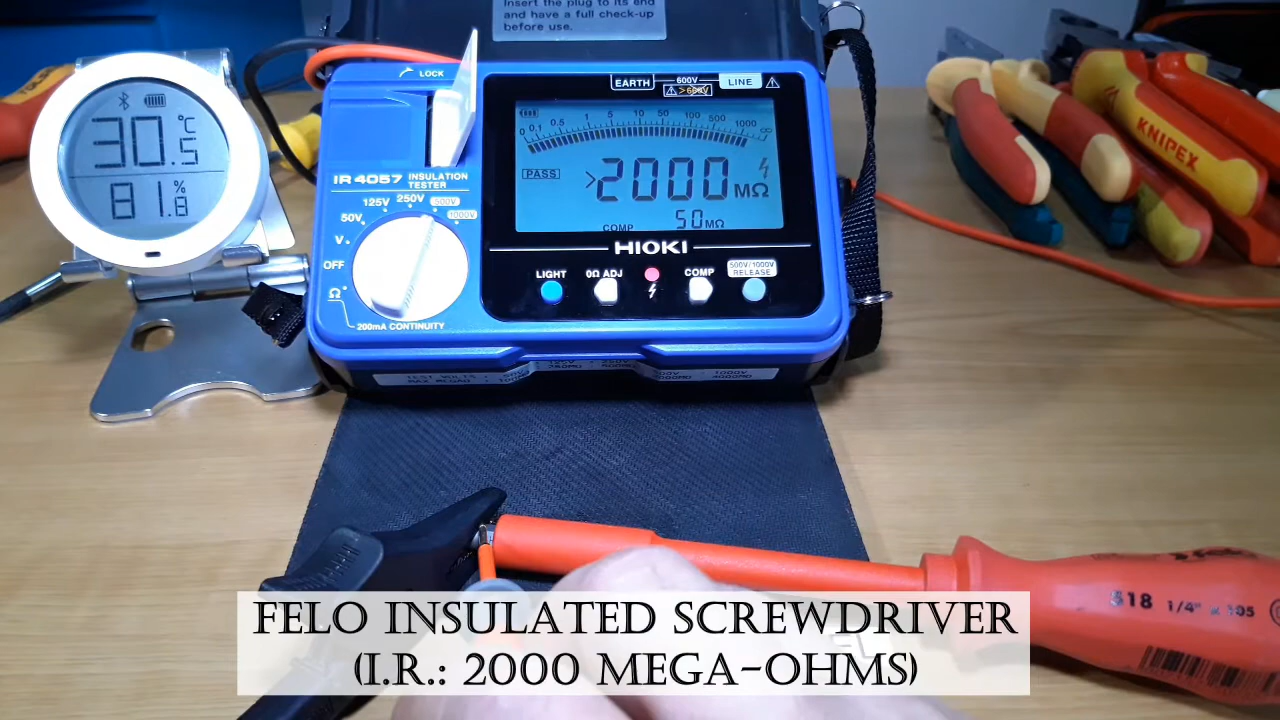 Insert the plug to its end
and have a full check-up
before use.
LOCK
EARTH
600V
LINE
30.5 °C
81.8 %
0 0.1 0.5 1 5 10 50 100 500 1000 ∞
PASS
>2000 MΩ
COMP 50 MΩ
IR 4057 INSULATION
TESTER
50V 125V 250V 500V 1000V
V
OFF
Ω
200mA CONTINUITY
HIOKI
LIGHT
0Ω ADJ
COMP
500V/1000V
RELEASE
KNIPEX
518 1/4" x 105
FELO INSULATED SCREWDRIVER
(I.R.: 2000 MEGA-OHMS)